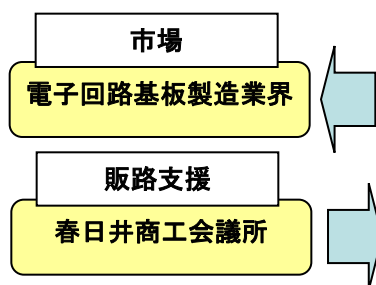 市場
電子回路基板製造業界
販路支援
春日井商工会議所